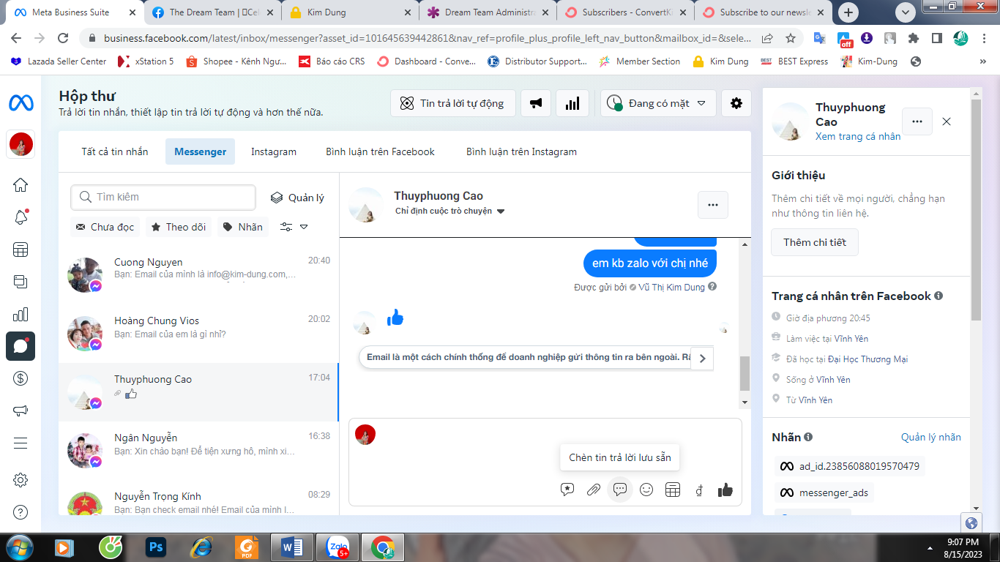 Meta Business Suite
The Dream Team | Cel
Kim Dung
Dream Team Administra
Subscribers - ConvertKi
Subscribe to our newsle
business.facebook.com/latest/inbox/messenger?asset_id=101645639442861&nav_ref=profile_plus_profile_left_nav_button&mailbox_id=&sele...
off
Lazada Seller Center
xStation 5
Shopee - Kênh Ngư...
Báo cáo CRS
Dashboard - Conve...
Distributor Support...
Member Section
Kim Dung
BEST Express
Kim-Dung
»
Hộp thư
Trả lời tin nhắn, thiết lập tin trả lời tự động và hơn thế nữa.
Tin trả lời tự động
Đang có mặt
Tất cả tin nhắn
Messenger
Instagram
Bình luận trên Facebook
Bình luận trên Instagram
Tìm kiếm
Quản lý
Chưa đọc
Theo dõi
Nhãn
Cuong Nguyen
20:40
Bạn: Email của mình là info@kim-dung.com,...
Hoàng Chung Vios
20:02
Bạn: Email của em là gì nhỉ?
Thuyphuong Cao
17:04
Ngân Nguyễn
16:38
Bạn: Xin chào bạn! Để tiện xưng hô, mình xi...
Nguyễn Trọng Kính
08:29
Bạn: Bạn check email nhé! Email của mình l...
Thuyphuong Cao
Chỉ định cuộc trò chuyện
em kb zalo với chị nhé
Được gửi bởi Vũ Thị Kim Dung
Email là một cách chính thống để doanh nghiệp gửi thông tin ra bên ngoài. Rấ
Chèn tin trả lời lưu sẵn
₫
Thuyphuong
Cao
Xem trang cá nhân
Giới thiệu
Thêm chi tiết về mọi người, chẳng hạn
như thông tin liên hệ.
Thêm chi tiết
Trang cá nhân trên Facebook
Giờ địa phương 20:45
Làm việc tại Vĩnh Yên
Đã học tại Đại Học Thương Mại
Sống ở Vĩnh Yên
Từ Vĩnh Yên
Nhãn
Quản lý nhãn
ad_id.23856088019570479
messenger_ads
Ps
PDF
W
Zalo
5+
9:07 PM
8/15/2023